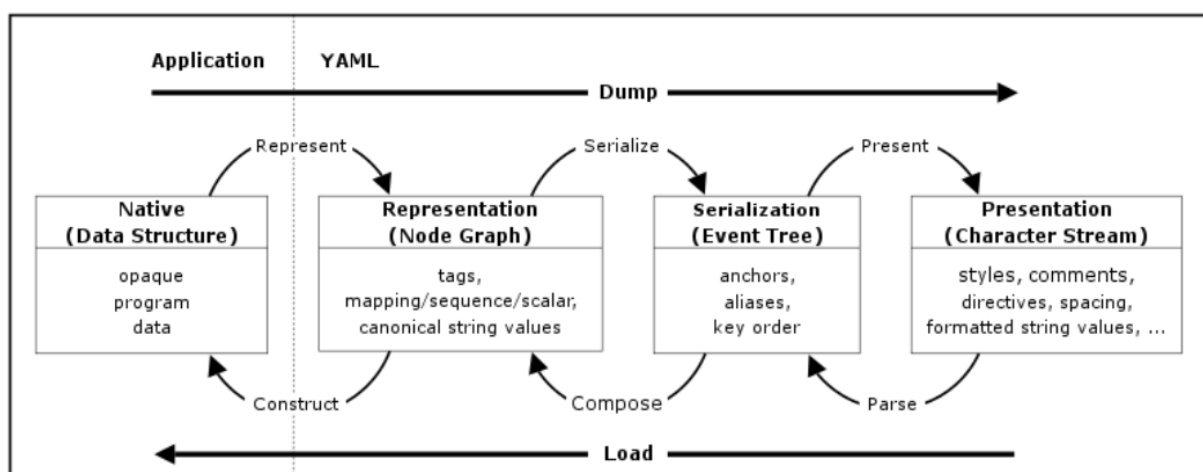 Application YAML
Dump
Represent Serialize Present
Native Representation Serialization Presentation
(Data Structure) (Node Graph) (Event Tree) (Character Stream)
opaque tags, anchors, styles, comments,
program mapping/sequence/scalar, aliases, directives, spacing,
data canonical string values key order formatted string values, ...
Construct Compose Parse
Load